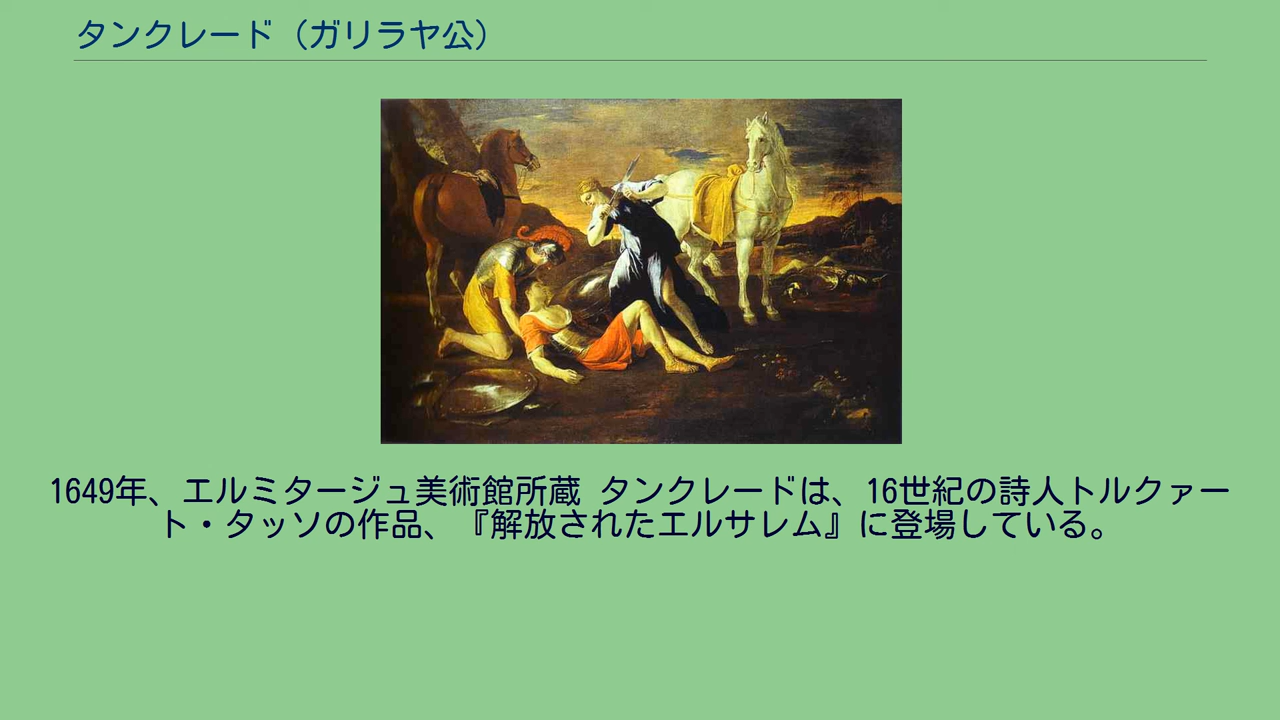 タンクレード（ガリラヤ公）
1649年、エルミタージュ美術館所蔵 タンクレードは、16世紀の詩人トルクァー
ト・タッソの作品、『解放されたエルサレム』に登場している。